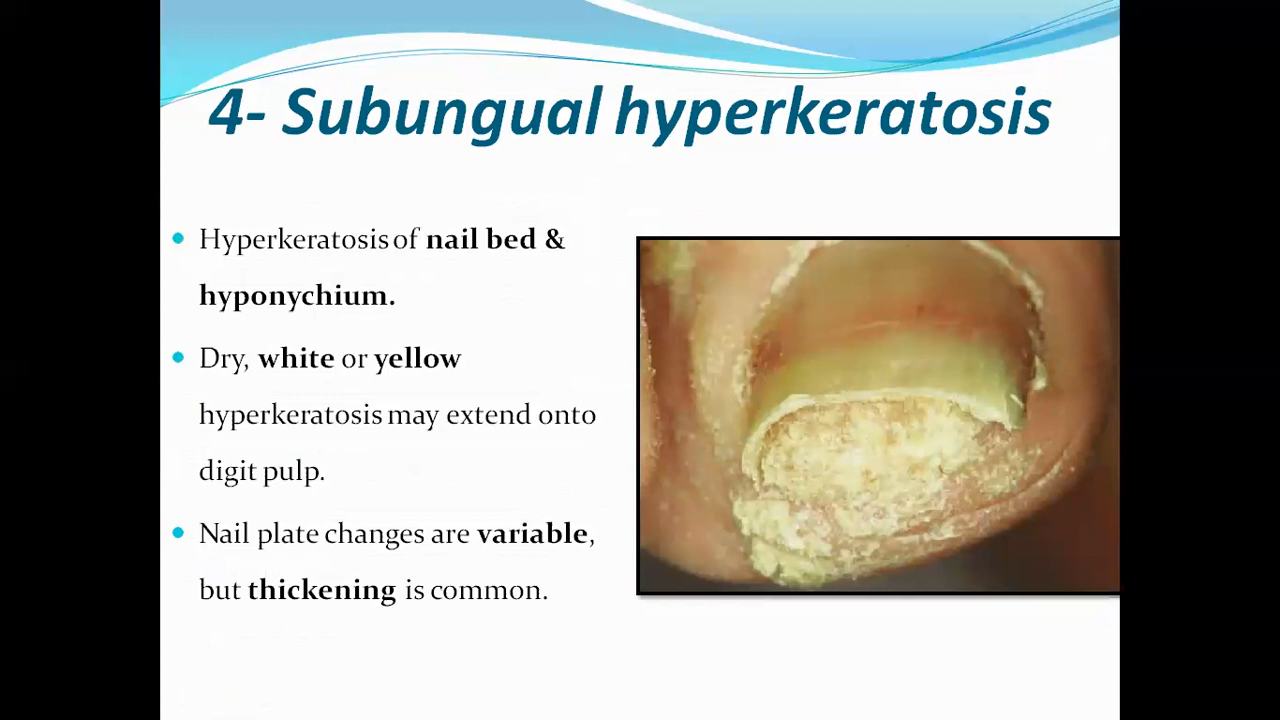 4- Subungual hyperkeratosis
• Hyperkeratosis of nail bed &
hyponychium.
• Dry, white or yellow
hyperkeratosis may extend onto
digit pulp.
• Nail plate changes are variable,
but thickening is common.